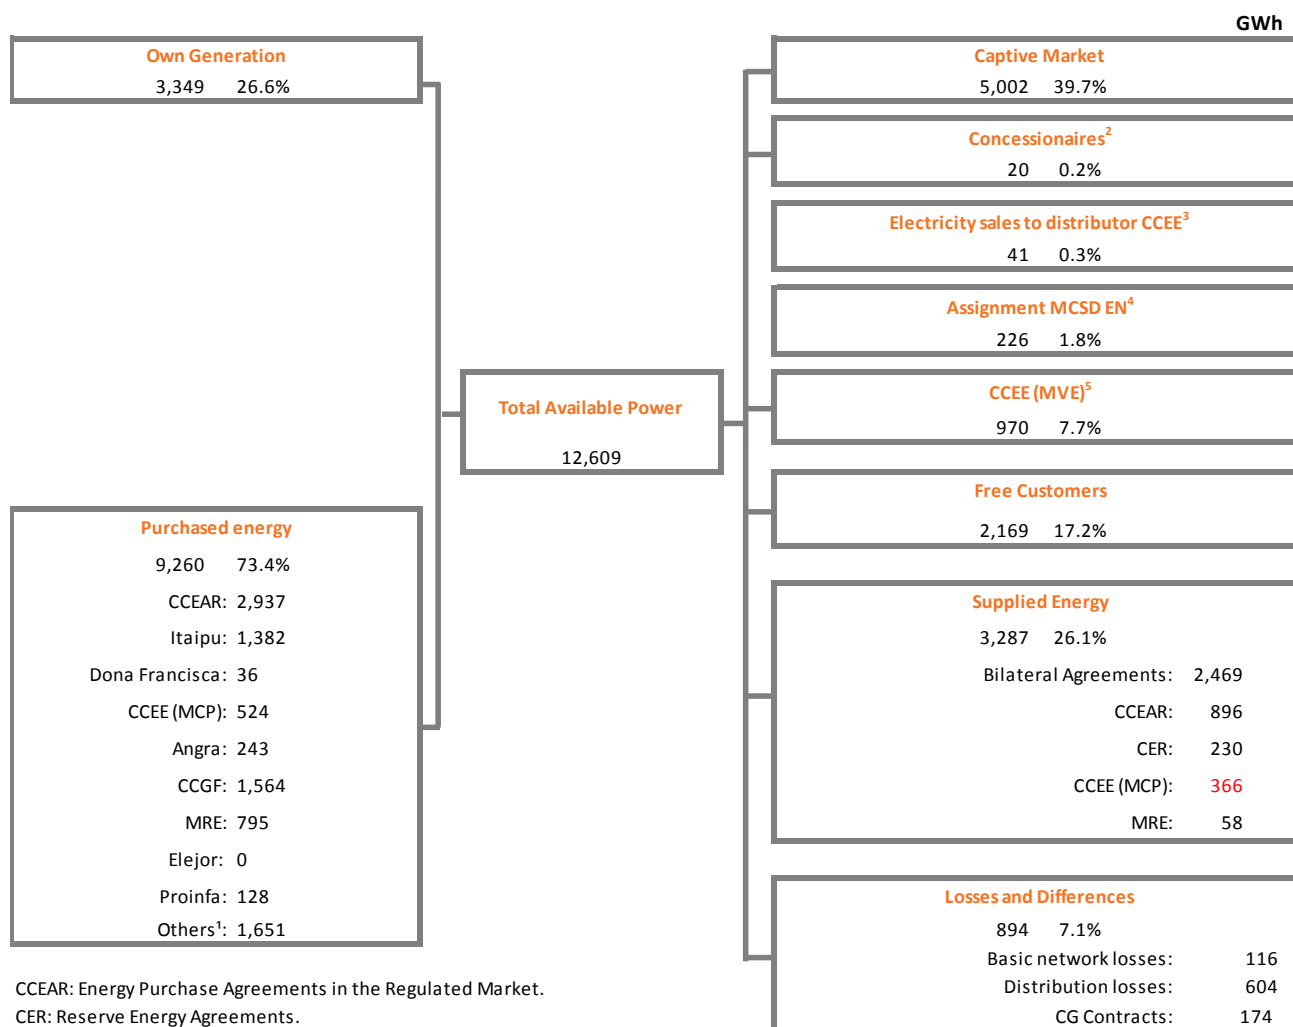 GWh
Own Generation
3,349 26.6%
Purchased energy
9,260 73.4%
CCEAR: 2,937
Itaipu: 1,382
Dona Francisca: 36
CCEE (MCP): 524
Angra: 243
CCGF: 1,564
MRE: 795
Elejor: 0
Proinfa: 128
Others¹: 1,651
Total Available Power
12,609
Captive Market
5,002 39.7%
Concessionaires²
20 0.2%
Electricity sales to distributor CCEE³
41 0.3%
Assignment MCSD EN⁴
226 1.8%
CCEE (MVE)⁵
970 7.7%
Free Customers
2,169 17.2%
Supplied Energy
3,287 26.1%
Bilateral Agreements: 2,469
CCEAR: 896
CER: 230
CCEE (MCP): 366
MRE: 58
Losses and Differences
894 7.1%
Basic network losses: 116
Distribution losses: 604
CG Contracts: 174
CCEAR: Energy Purchase Agreements in the Regulated Market.
CER: Reserve Energy Agreements.